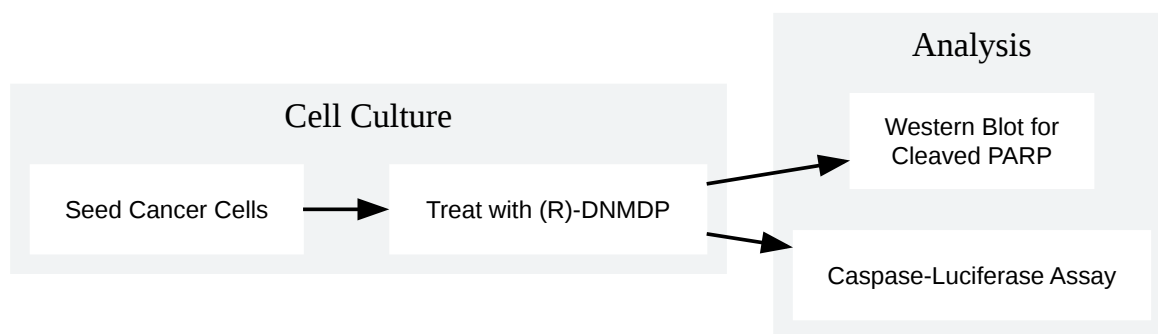 Cell Culture
Seed Cancer Cells
Treat with (R)-DNMDP
Analysis
Western Blot for
Cleaved PARP
Caspase-Luciferase Assay